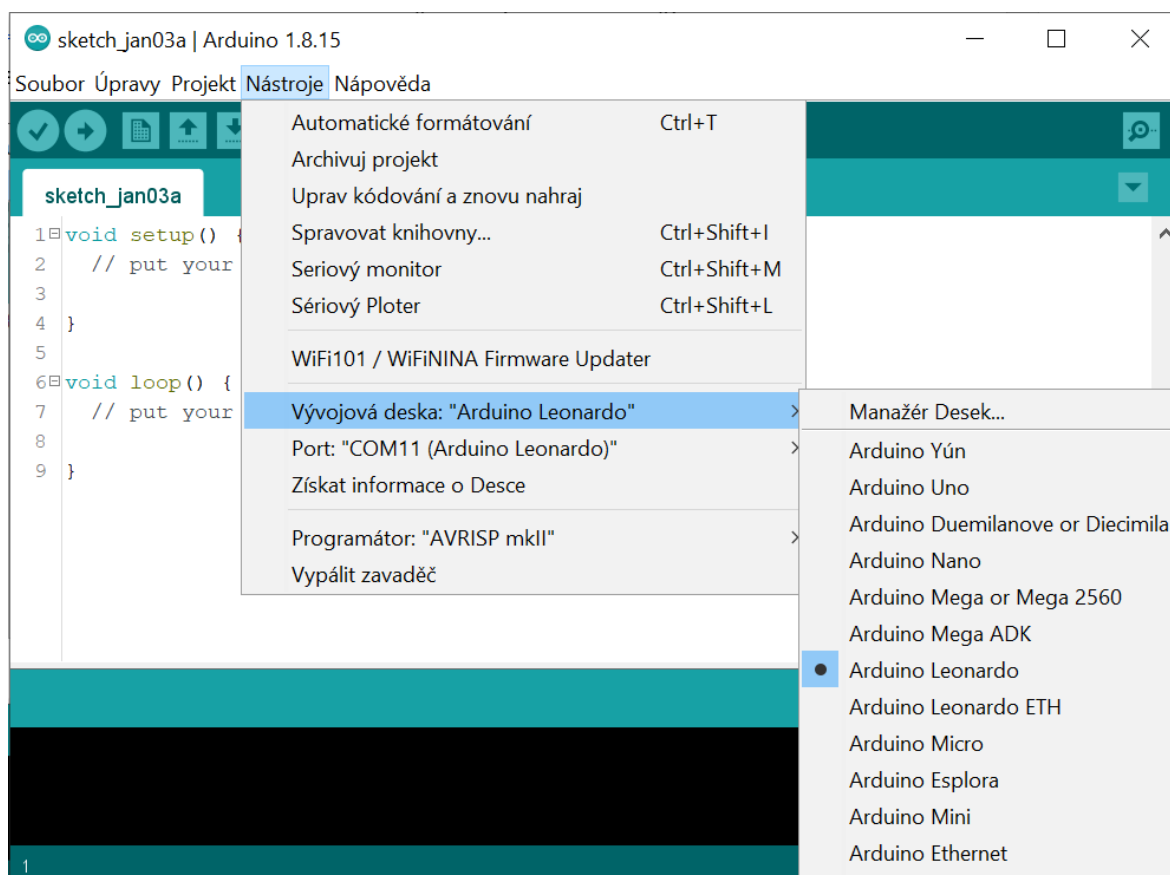 sketch_jan03a | Arduino 1.8.15
Soubor Úpravy Projekt Nástroje Nápověda
Automatické formátování Ctrl+T
Archivuj projekt
Uprav kódování a znovu nahraj
Spravovat knihovny... Ctrl+Shift+I
Seriový monitor Ctrl+Shift+M
Sériový Ploter Ctrl+Shift+L
WiFi101 / WiFiNINA Firmware Updater
Vývojová deska: "Arduino Leonardo"
Port: "COM11 (Arduino Leonardo)"
Získat informace o Desce
Programátor: "AVRISP mkII"
Vypálit zavaděč
sketch_jan03a
1 void setup() {
2 // put your
3
4 }
5
6 void loop() {
7 // put your
8
9 }
Manažér Desek...
Arduino Yún
Arduino Uno
Arduino Duemilanove or Diecimila
Arduino Nano
Arduino Mega or Mega 2560
Arduino Mega ADK
Arduino Leonardo
Arduino Leonardo ETH
Arduino Micro
Arduino Esplora
Arduino Mini
Arduino Ethernet
1